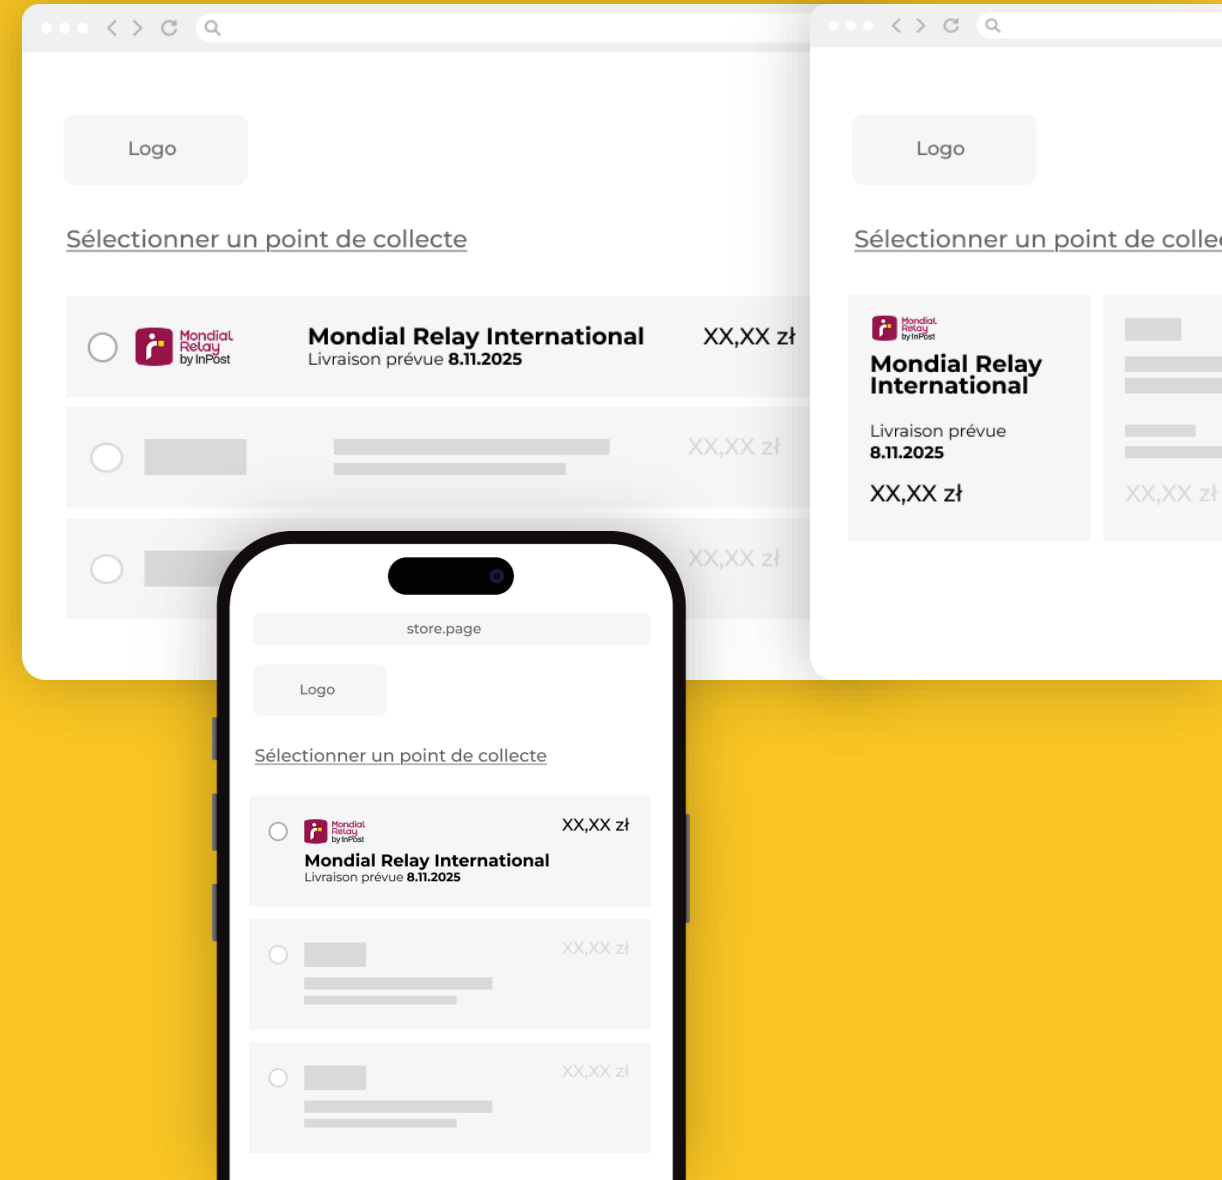 Logo
Sélectionner un point de collecte
Mondial
Relay
by InPost
Mondial Relay International
Livraison prévue 8.11.2025
XX,XX zł
XX,XX zł
XX,XX zł
Logo
Sélectionner un point de colle
Mondial
Relay
by InPost
Mondial Relay
International
Livraison prévue
8.11.2025
XX,XX zł
XX,XX zł
store.page
Logo
Sélectionner un point de collecte
Mondial
Relay
by InPost
XX,XX zł
Mondial Relay International
Livraison prévue 8.11.2025
XX,XX zł
XX,XX zł